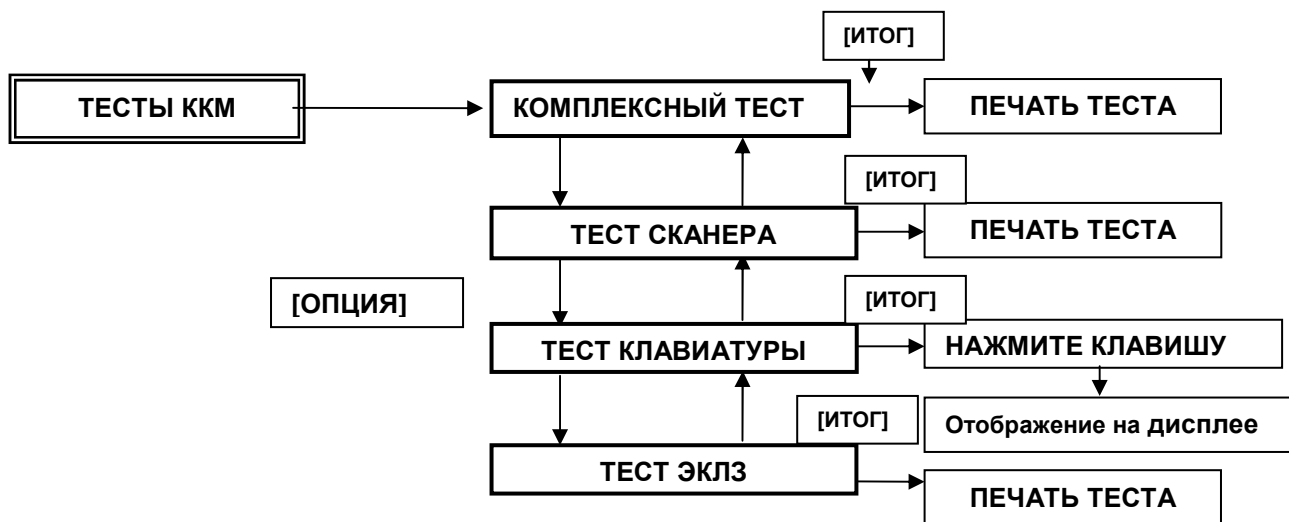 [ИТОГ]
ТЕСТЫ ККМ
КОМПЛЕКСНЫЙ ТЕСТ
ПЕЧАТЬ ТЕСТА
[ИТОГ]
ТЕСТ СКАНЕРА
ПЕЧАТЬ ТЕСТА
[ОПЦИЯ]
[ИТОГ]
ТЕСТ КЛАВИАТУРЫ
НАЖМИТЕ КЛАВИШУ
[ИТОГ]
Отображение на дисплее
ТЕСТ ЭКЛЗ
ПЕЧАТЬ ТЕСТА